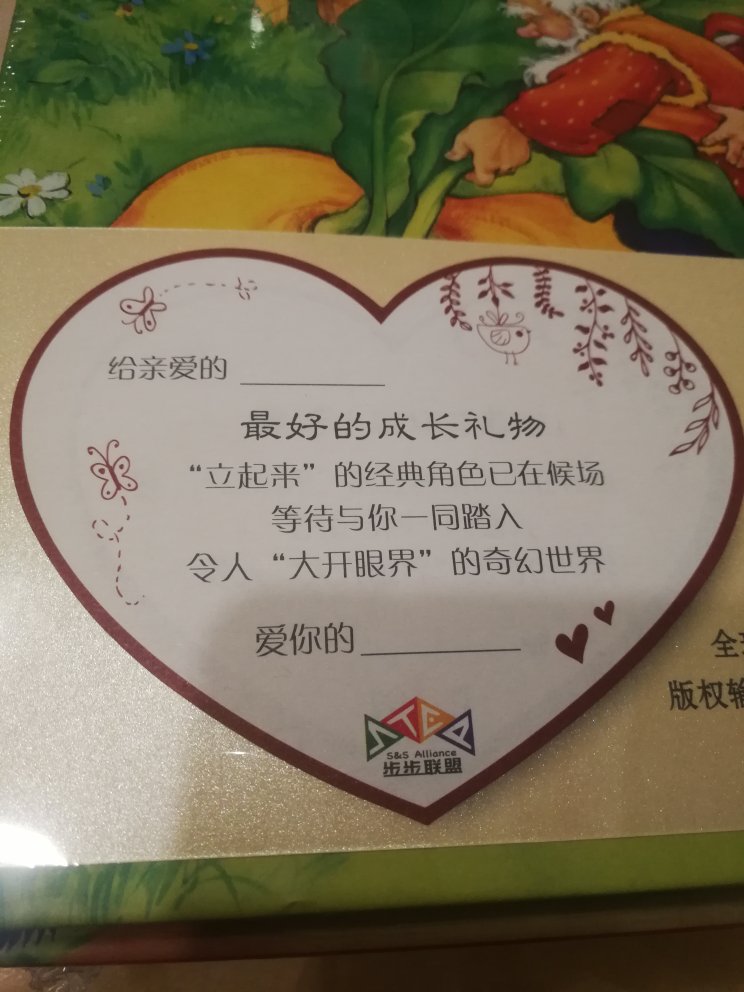 给亲爱的
最好的成长礼物
“立起来”的经典角色已在候场
等待与你一同踏入
令人“大开眼界”的奇幻世界
爱你的
STEP
S&S Alliance
步步联盟
版权输